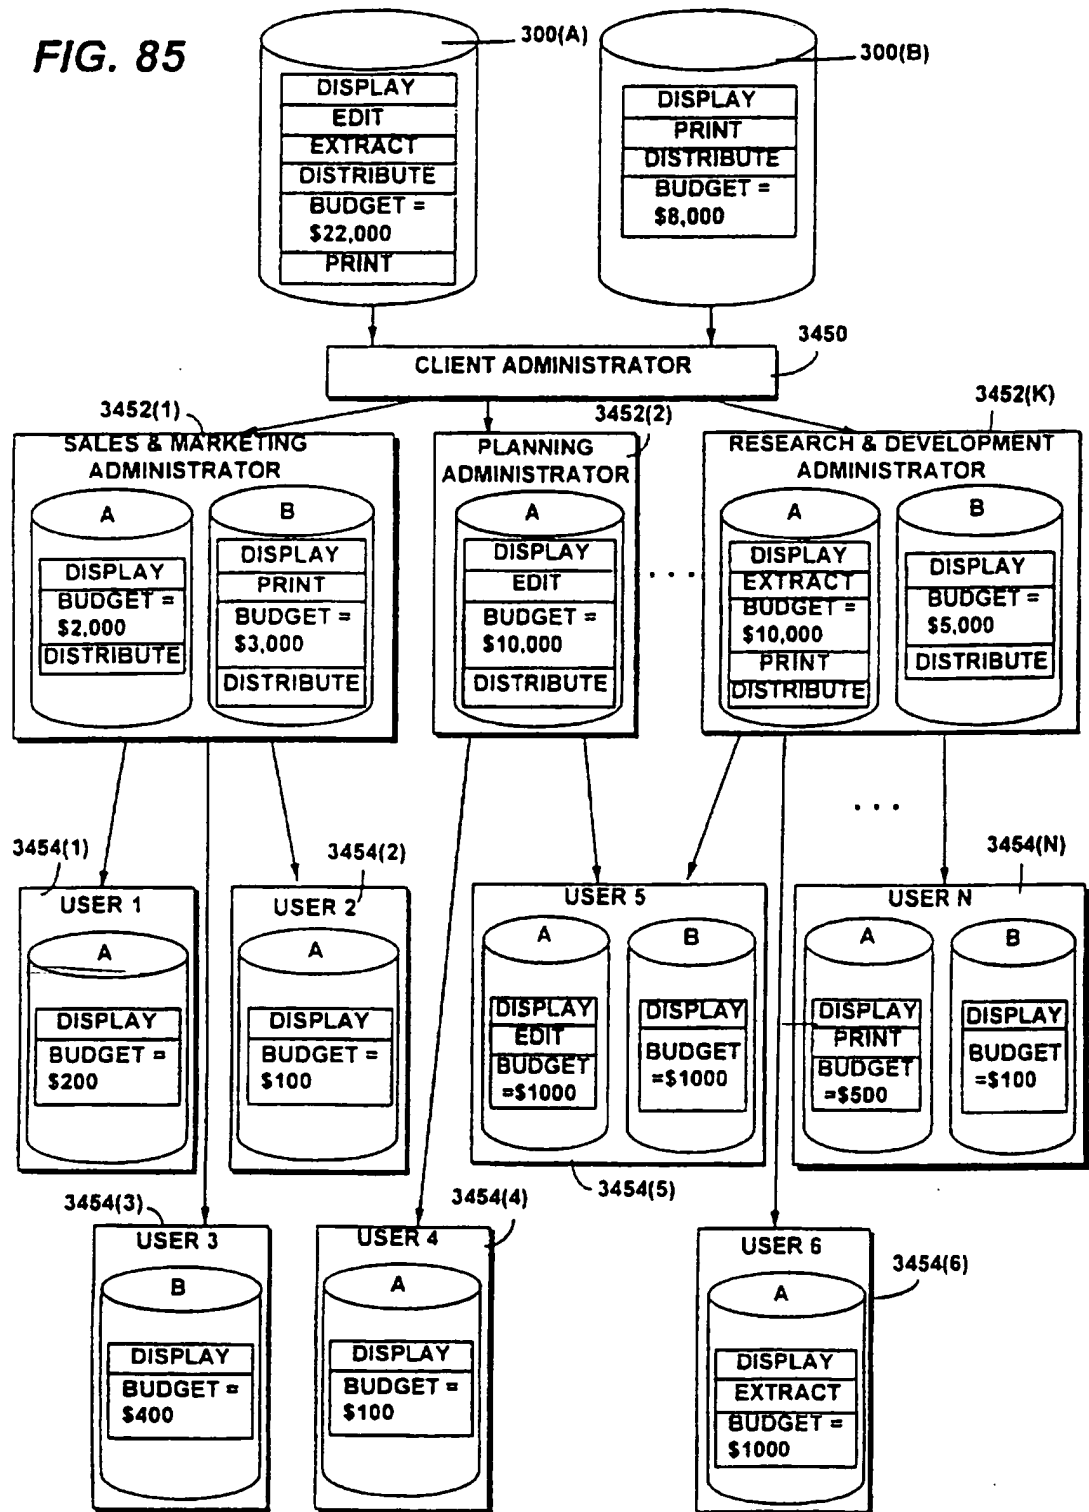 FIG. 85
300(A)
DISPLAY
EDIT
EXTRACT
DISTRIBUTE
BUDGET =
$22,000
PRINT
300(B)
DISPLAY
PRINT
DISTRIBUTE
BUDGET =
$8,000
CLIENT ADMINISTRATOR
3450
3452(1)
SALES & MARKETING
ADMINISTRATOR
A
DISPLAY
BUDGET =
$2,000
DISTRIBUTE
B
DISPLAY
PRINT
BUDGET =
$3,000
DISTRIBUTE
3452(2)
PLANNING
ADMINISTRATOR
A
DISPLAY
EDIT
BUDGET =
$10,000
DISTRIBUTE
. . .
3452(K)
RESEARCH & DEVELOPMENT
ADMINISTRATOR
A
DISPLAY
EXTRACT
BUDGET =
$10,000
PRINT
DISTRIBUTE
B
DISPLAY
BUDGET =
$5,000
DISTRIBUTE
. . .
3454(1)
USER 1
A
DISPLAY
BUDGET =
$200
3454(2)
USER 2
A
DISPLAY
BUDGET =
$100
USER 5
A
DISPLAY
EDIT
BUDGET
=$1000
B
DISPLAY
BUDGET
=$1000
3454(5)
3454(N)
USER N
A
DISPLAY
PRINT
BUDGET
=$500
B
DISPLAY
BUDGET
=$100
3454(3)
USER 3
B
DISPLAY
BUDGET =
$400
3454(4)
USER 4
A
DISPLAY
BUDGET =
$100
USER 6
3454(6)
A
DISPLAY
EXTRACT
BUDGET =
$1000